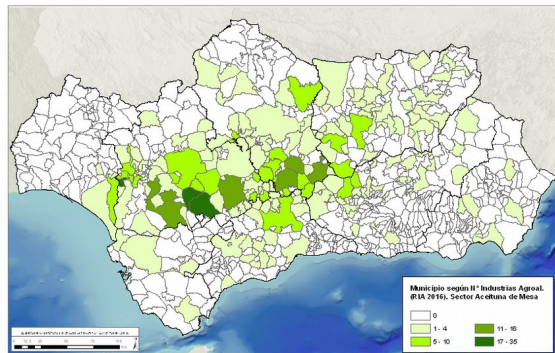 Municipio según Nº Industrias Agroal.
(RIA 2016). Sector Aceituna de Mesa
0
1 - 4
5 - 10
11 - 16
17 - 35